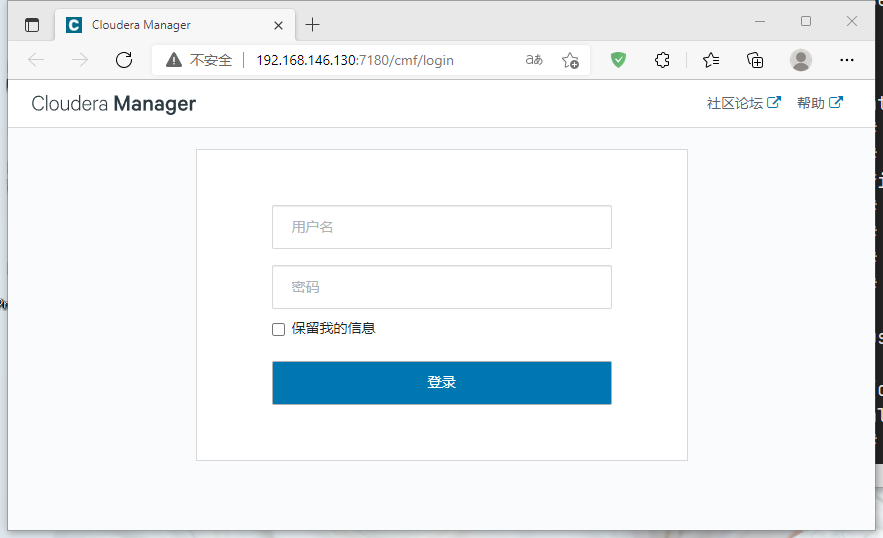 Cloudera Manager
不安全 192.168.146.130:7180/cmf/login
Cloudera Manager
社区论坛 帮助
用户名
密码
保留我的信息
登录